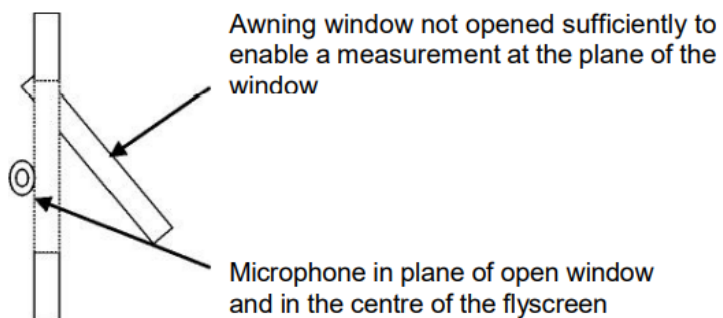 Awning window not opened sufficiently to
enable a measurement at the plane of the
window
Microphone in plane of open window
and in the centre of the flyscreen